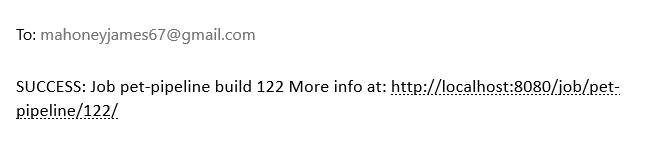 To: mahoneyjames67@gmail.com
SUCCESS: Job pet-pipeline build 122 More info at: http://localhost:8080/job/pet-
pipeline/122/